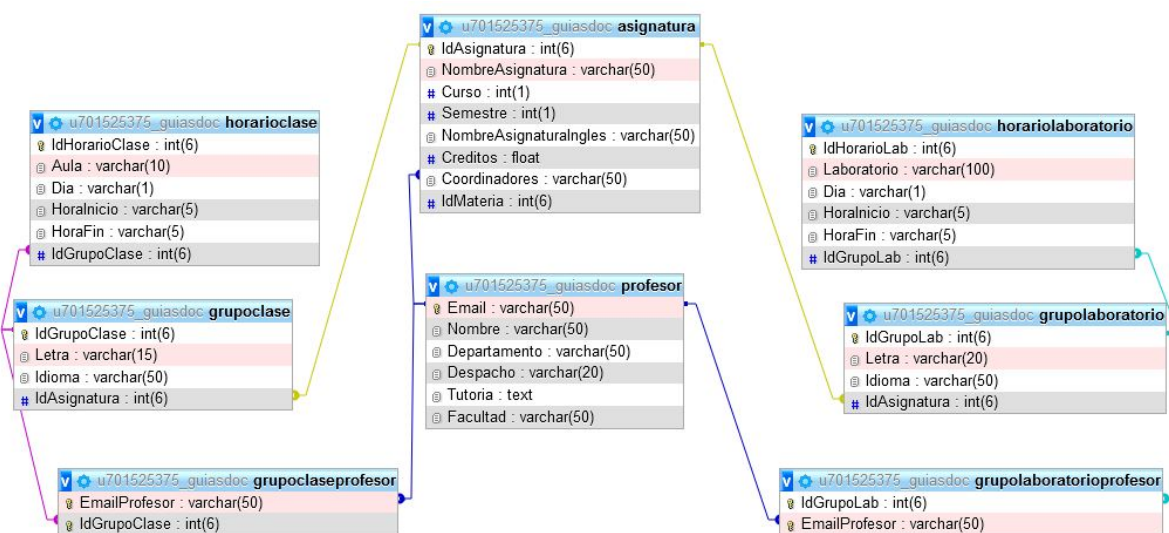 u701525375_guiasdoc asignatura
IdAsignatura : int(6)
NombreAsignatura : varchar(50)
Curso : int(1)
Semestre : int(1)
NombreAsignaturaIngles : varchar(50)
Creditos : float
Coordinadores : varchar(50)
IdMateria : int(6)
u701525375_guiasdoc horarioclase
IdHorarioClase : int(6)
Aula : varchar(10)
Dia : varchar(1)
HoraInicio : varchar(5)
HoraFin : varchar(5)
IdGrupoClase : int(6)
u701525375_guiasdoc horariolaboratorio
IdHorarioLab : int(6)
Laboratorio : varchar(100)
Dia : varchar(1)
HoraInicio : varchar(5)
HoraFin : varchar(5)
IdGrupoLab : int(6)
u701525375_guiasdoc profesor
Email : varchar(50)
Nombre : varchar(50)
Departamento : varchar(50)
Despacho : varchar(20)
Tutoria : text
Facultad : varchar(50)
u701525375_guiasdoc grupoclase
IdGrupoClase : int(6)
Letra : varchar(15)
Idioma : varchar(50)
IdAsignatura : int(6)
u701525375_guiasdoc grupolaboratorio
IdGrupoLab : int(6)
Letra : varchar(20)
Idioma : varchar(50)
IdAsignatura : int(6)
u701525375_guiasdoc grupoclaseprofesor
EmailProfesor : varchar(50)
IdGrupoClase : int(6)
u701525375_guiasdoc grupolaboratorioprofesor
IdGrupoLab : int(6)
EmailProfesor : varchar(50)